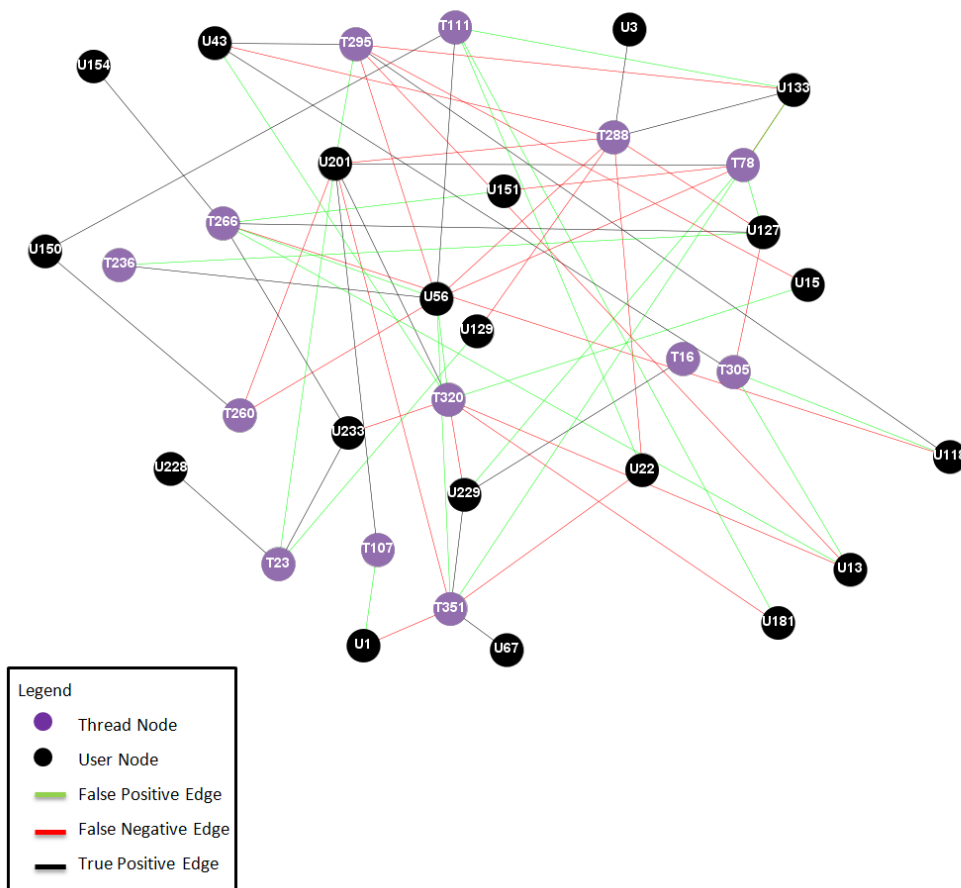 T111
U3
U43
T295
U154
U133
T288
U201
T78
U151
T266
U127
U150
T236
U15
U56
U129
T16
T305
T320
T260
U233
U118
U228
U22
U229
T23
T107
U13
T351
U181
U1
U67
Legend
Thread Node
User Node
False Positive Edge
False Negative Edge
True Positive Edge